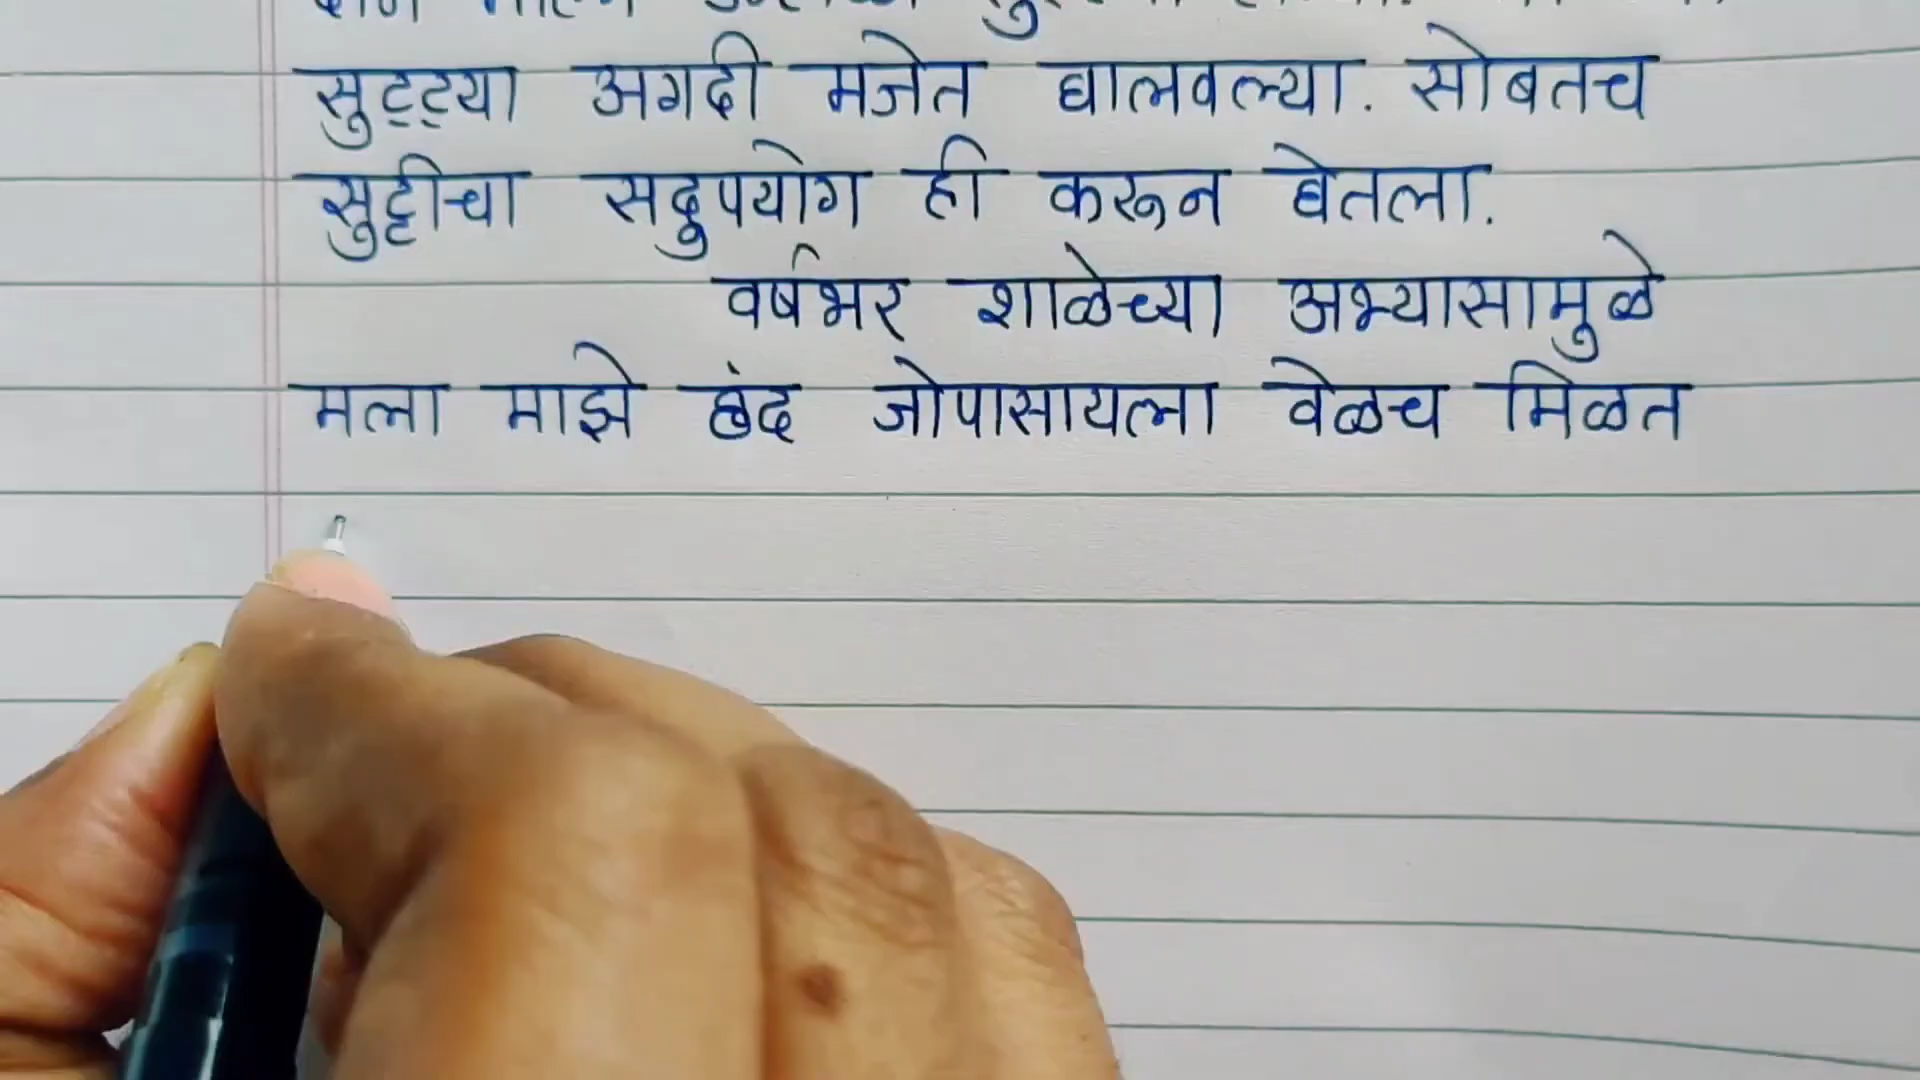 सुट्ट्या अगदी मजेत घालवल्या. सोबतच
सुट्टीचा सदुपयोग ही करून घेतला.
वर्षभर शाळेच्या अभ्यासामुळे
मला माझे छंद जोपासायला वेळच मिळत